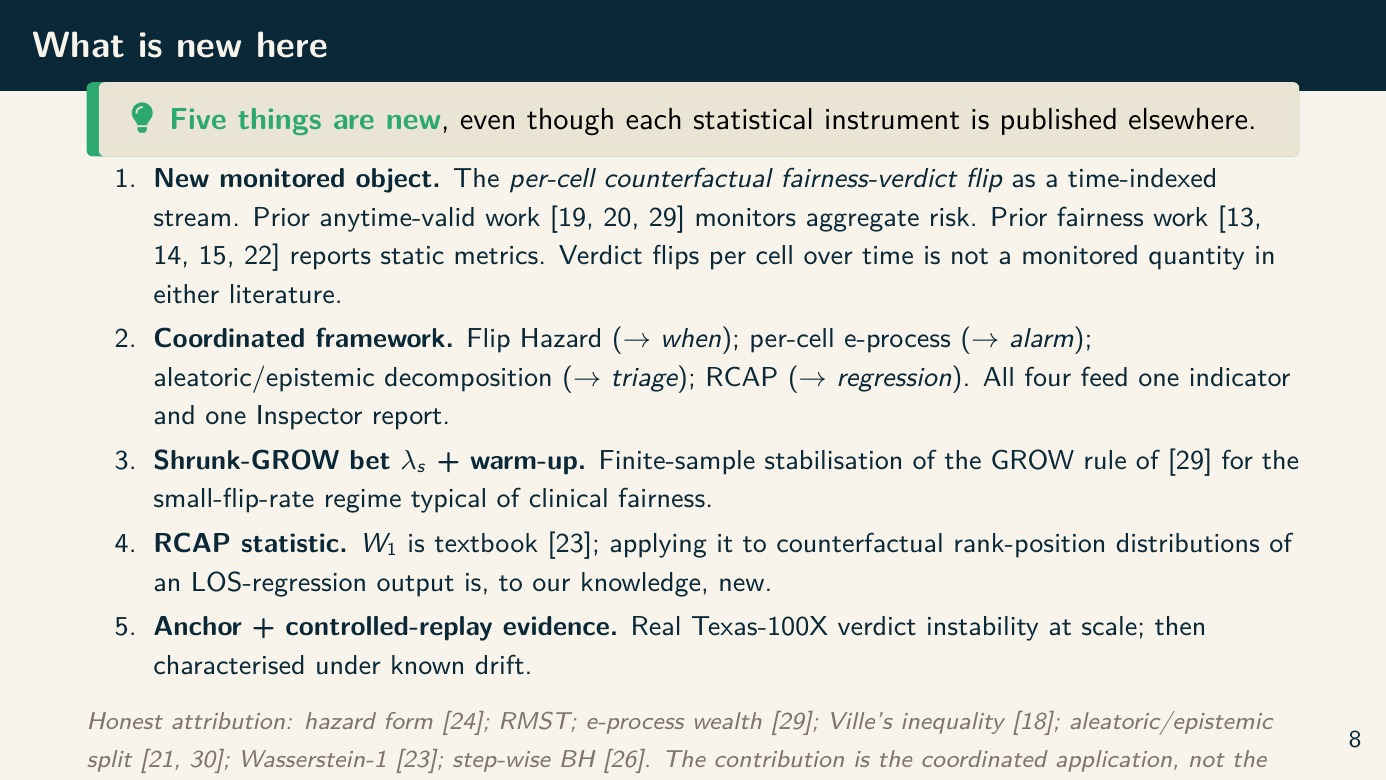 What is new here
Five things are new, even though each statistical instrument is published elsewhere.
1. New monitored object. The per-cell counterfactual fairness-verdict flip as a time-indexed
stream. Prior anytime-valid work [19, 20, 29] monitors aggregate risk. Prior fairness work [13,
14, 15, 22] reports static metrics. Verdict flips per cell over time is not a monitored quantity in
either literature.
2. Coordinated framework. Flip Hazard (→ when); per-cell e-process (→ alarm);
aleatoric/epistemic decomposition (→ triage); RCAP (→ regression). All four feed one indicator
and one Inspector report.
3. Shrunk-GROW bet λₛ + warm-up. Finite-sample stabilisation of the GROW rule of [29] for the
small-flip-rate regime typical of clinical fairness.
4. RCAP statistic. W₁ is textbook [23]; applying it to counterfactual rank-position distributions of
an LOS-regression output is, to our knowledge, new.
5. Anchor + controlled-replay evidence. Real Texas-100X verdict instability at scale; then
characterised under known drift.
Honest attribution: hazard form [24]; RMST; e-process wealth [29]; Ville's inequality [18]; aleatoric/epistemic
split [21, 30]; Wasserstein-1 [23]; step-wise BH [26]. The contribution is the coordinated application, not the
8